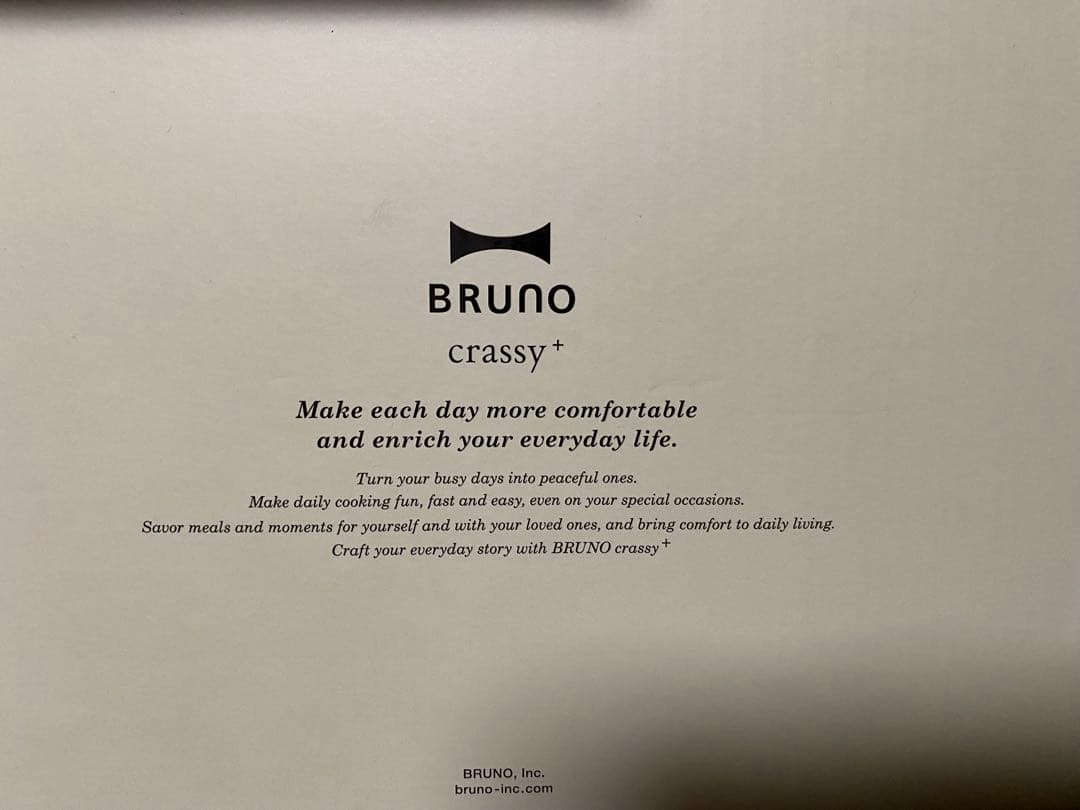 BRUNO
crassy+
Make each day more comfortable
and enrich your everyday life.
Turn your busy days into peaceful ones.
Make daily cooking fun, fast and easy, even on your special occasions.
Savor meals and moments for yourself and with your loved ones, and bring comfort to daily living.
Craft your everyday story with BRUNO crassy+
BRUNO, Inc.
bruno-inc.com